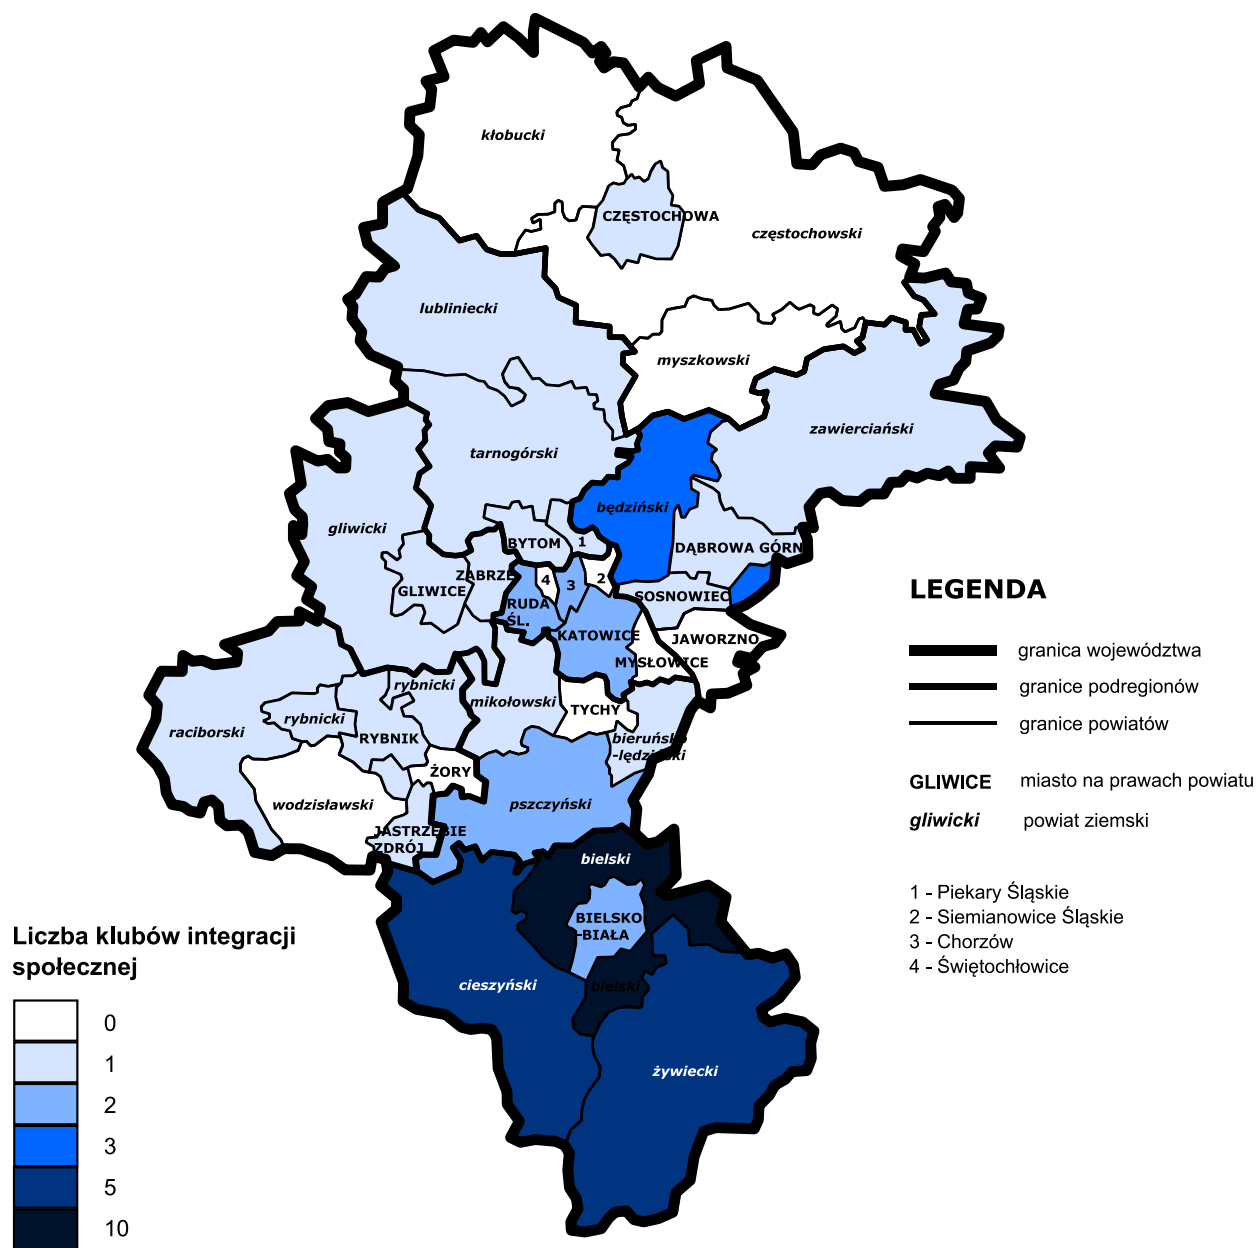 kłobucki
CZĘSTOCHOWA
częstochowski
lubliniecki
myszkowski
zawierciański
tarnogórski
będziński
gliwicki
BYTOM
1
DĄBROWA GÓRN
ZABRZE
GLIWICE
4
3
2
RUDA
ŚL.
SOSNOWIEC
KATOWICE
JAWORZNO
MYSŁOWICE
rybnicki
mikołowski
TYCHY
rybnicki
raciborski
RYBNIK
bieruńsko
-lędziński
ŻORY
wodzisławski
pszczyński
JASTRZĘBIE
ZDRÓJ
bielski
BIELSKO
-BIAŁA
cieszyński
bielski
żywiecki
LEGENDA
granica województwa
granice podregionów
granice powiatów
GLIWICE miasto na prawach powiatu
gliwicki powiat ziemski
1 - Piekary Śląskie
2 - Siemianowice Śląskie
3 - Chorzów
4 - Świętochłowice
Liczba klubów integracji
społecznej
0
1
2
3
5
10